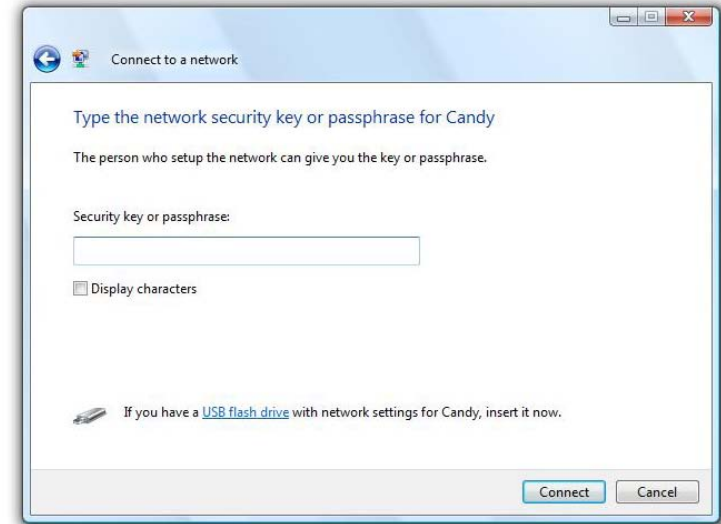 Connect to a network
Type the network security key or passphrase for Candy
The person who setup the network can give you the key or passphrase.
Security key or passphrase:
Display characters
If you have a USB flash drive with network settings for Candy, insert it now.
Connect Cancel